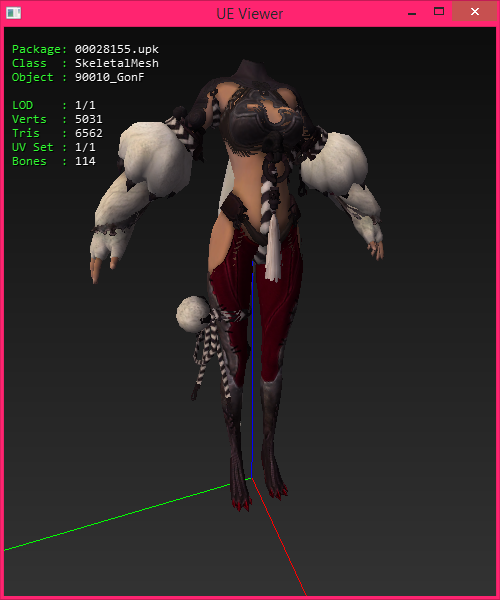 UE Viewer
Package: 00028155.upk
Class : SkeletalMesh
Object : 90010_GonF
LOD : 1/1
Verts : 5031
Tris : 6562
UV Set : 1/1
Bones : 114